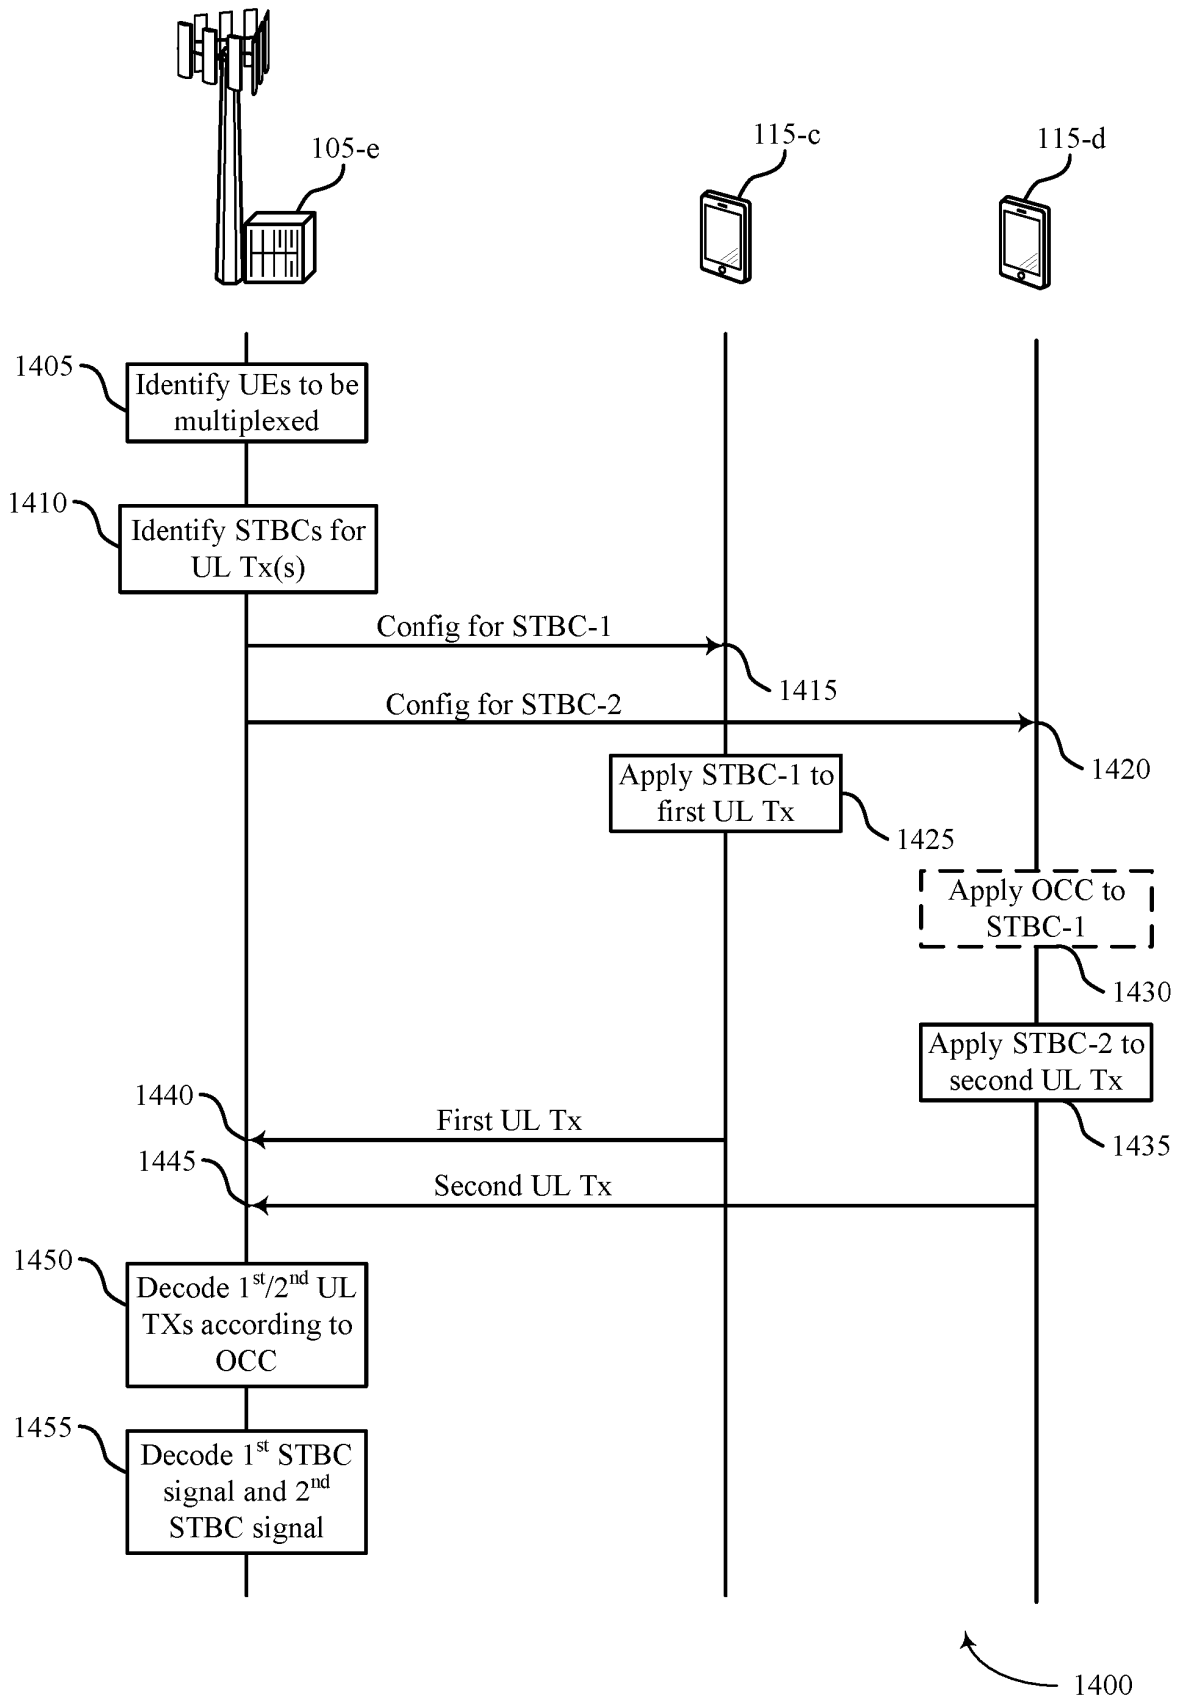 105-e
115-c
115-d
1405
Identify UEs to be
multiplexed
1410
Identify STBCs for
UL Tx(s)
Config for STBC-1
1415
Config for STBC-2
1420
Apply STBC-1 to
first UL Tx
1425
Apply OCC to
STBC-1
1430
Apply STBC-2 to
second UL Tx
1435
1440
First UL Tx
1445
Second UL Tx
1450
Decode 1st/2nd UL
TXs according to
OCC
1455
Decode 1st STBC
signal and 2nd
STBC signal
1400